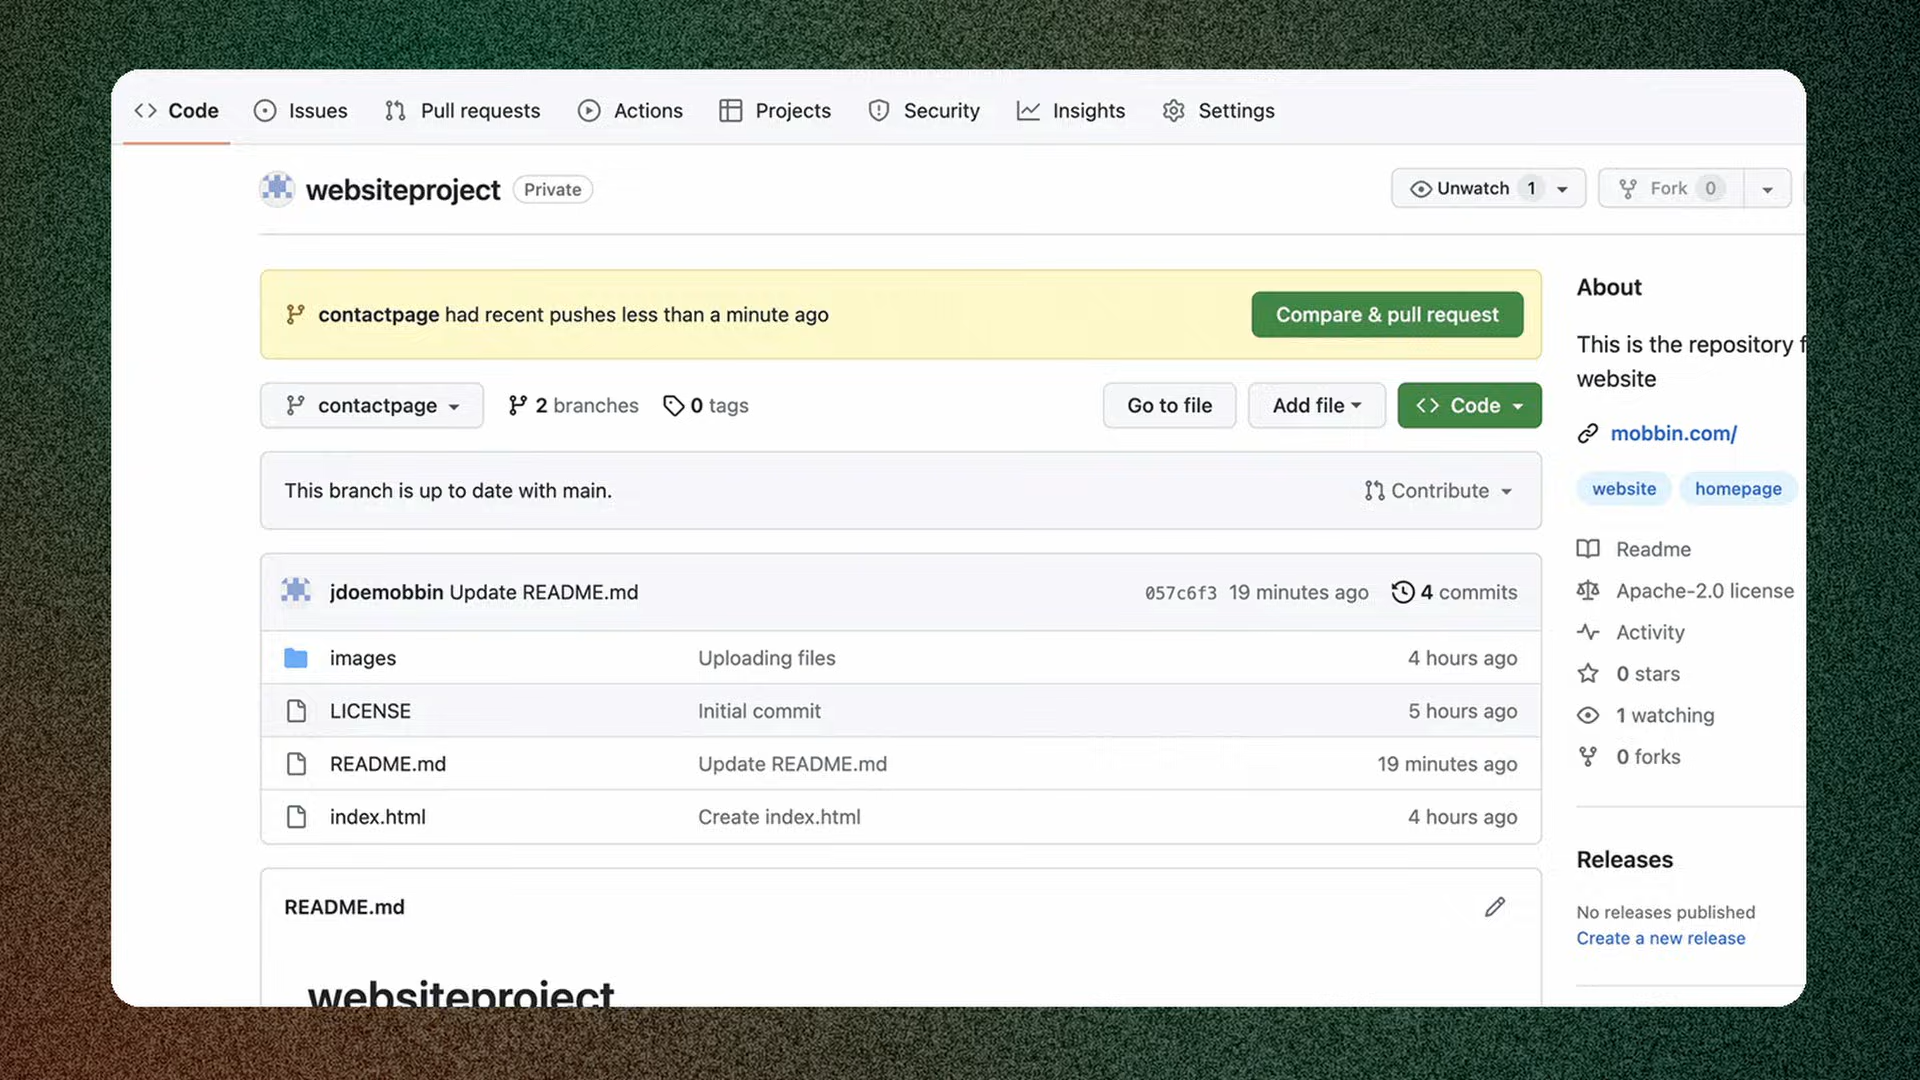 Code Issues Pull requests Actions Projects Security Insights Settings
websiteproject Private
Unwatch 1 Fork 0
contactpage had recent pushes less than a minute ago Compare & pull request
contactpage 2 branches 0 tags Go to file Add file Code
This branch is up to date with main. Contribute
jdoemobbin Update README.md 057c6f3 19 minutes ago 4 commits
images Uploading files 4 hours ago
LICENSE Initial commit 5 hours ago
README.md Update README.md 19 minutes ago
index.html Create index.html 4 hours ago
README.md
websiteproject
About
This is the repository
website
mobbin.com/
website homepage
Readme
Apache-2.0 license
Activity
0 stars
1 watching
0 forks
Releases
No releases published
Create a new release